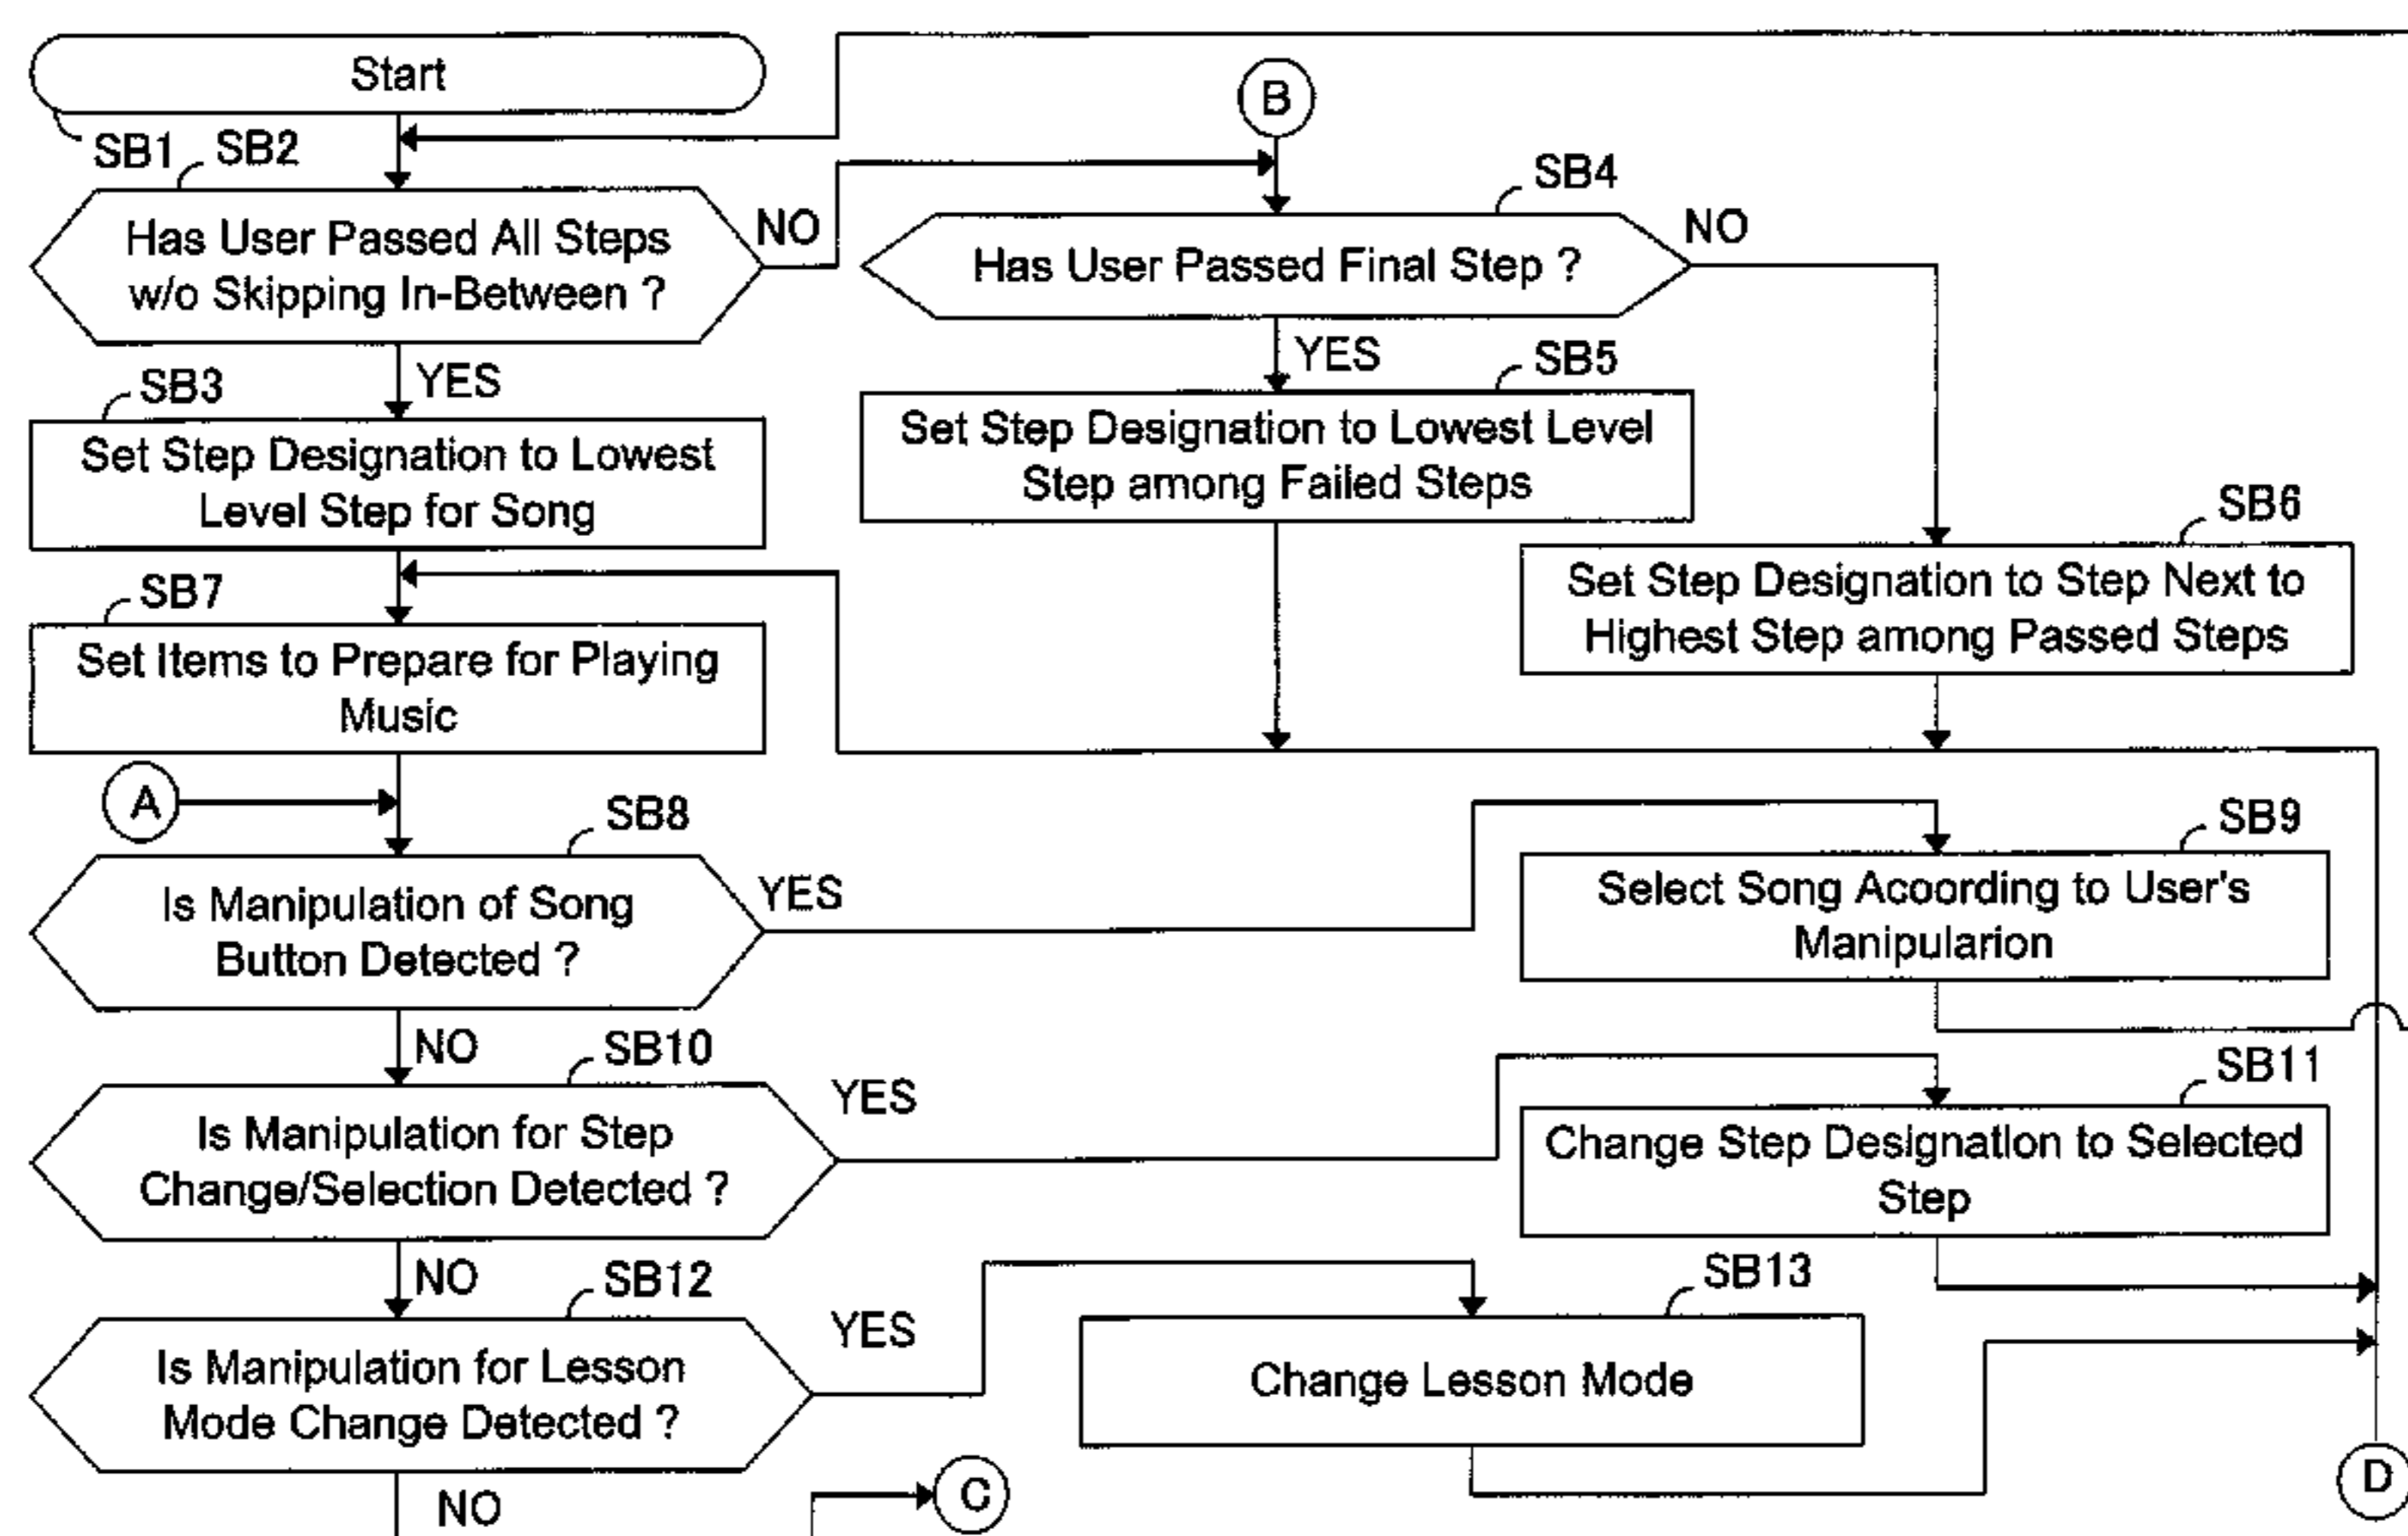 Start
SB1
SB2
Has User Passed All Steps
w/o Skipping In-Between ?
NO
YES
B
SB4
Has User Passed Final Step ?
NO
YES
SB3
Set Step Designation to Lowest
Level Step for Song
SB5
Set Step Designation to Lowest Level
Step among Failed Steps
SB6
Set Step Designation to Step Next to
Highest Step among Passed Steps
SB7
Set Items to Prepare for Playing
Music
A
SB8
Is Manipulation of Song
Button Detected ?
YES
NO
SB9
Select Song Acoording to User's
Manipularion
SB10
Is Manipulation for Step
Change/Selection Detected ?
YES
NO
SB11
Change Step Designation to Selected
Step
SB12
Is Manipulation for Lesson
Mode Change Detected ?
YES
NO
SB13
Change Lesson Mode
C
D